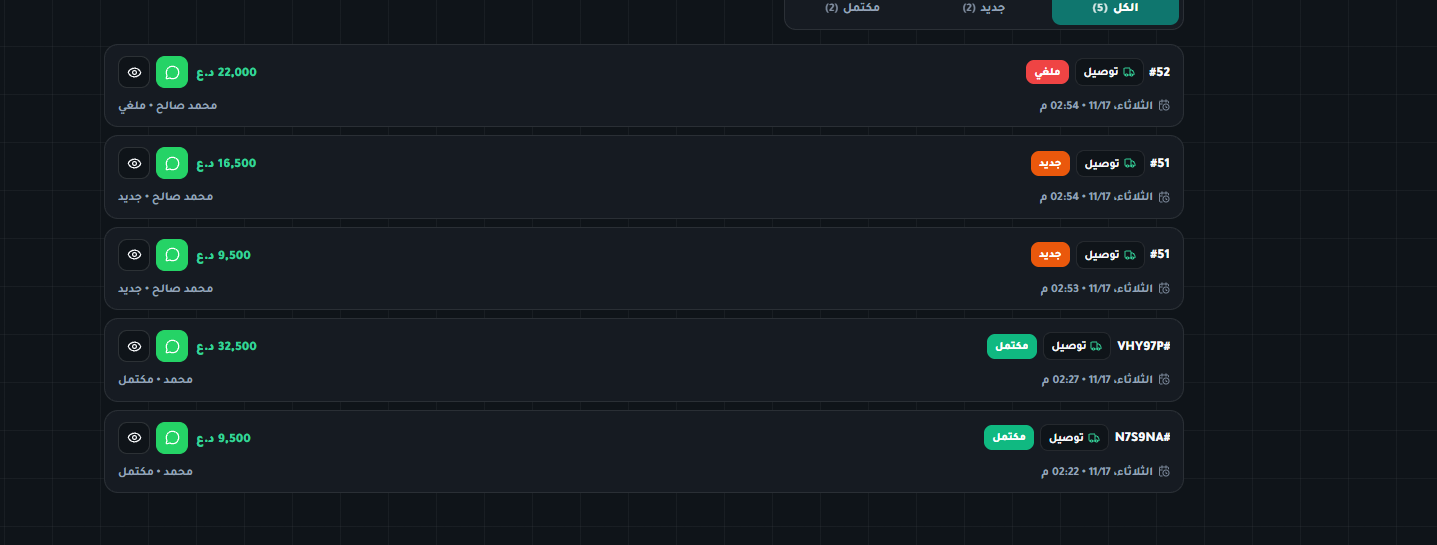 الكل (5) جديد (2) مكتمل (2)
#52 توصيل ملغي 22,000 د.ع
الثلاثاء، 11/17 • 02:54 م محمد صالح • ملغي
#51 توصيل جديد 16,500 د.ع
الثلاثاء، 11/17 • 02:54 م محمد صالح • جديد
#51 توصيل جديد 9,500 د.ع
الثلاثاء، 11/17 • 02:53 م محمد صالح • جديد
VHY97P# توصيل مكتمل 32,500 د.ع
الثلاثاء، 11/17 • 02:27 م محمد • مكتمل
N7S9NA# توصيل مكتمل 9,500 د.ع
الثلاثاء، 11/17 • 02:22 م محمد • مكتمل